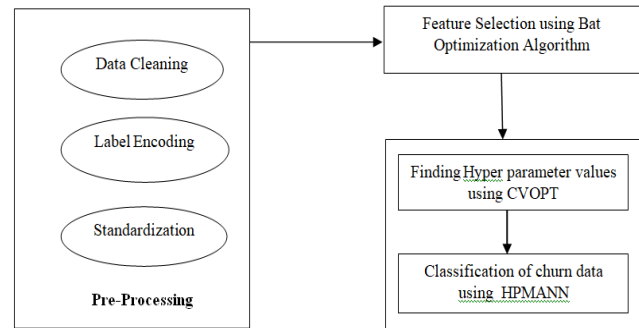 Data Cleaning
Label Encoding
Standardization
Pre-Processing
Feature Selection using Bat
Optimization Algorithm
Finding Hyper parameter values
using CVOPT
Classification of churn data
using HPMANN